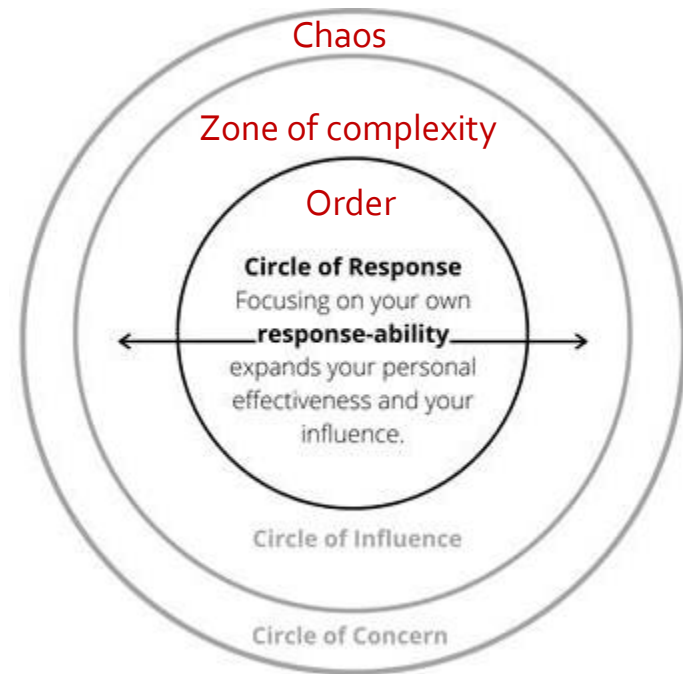 Chaos
Zone of complexity
Order
Circle of Response
Focusing on your own
response-ability
expands your personal
effectiveness and your
influence.
Circle of Influence
Circle of Concern